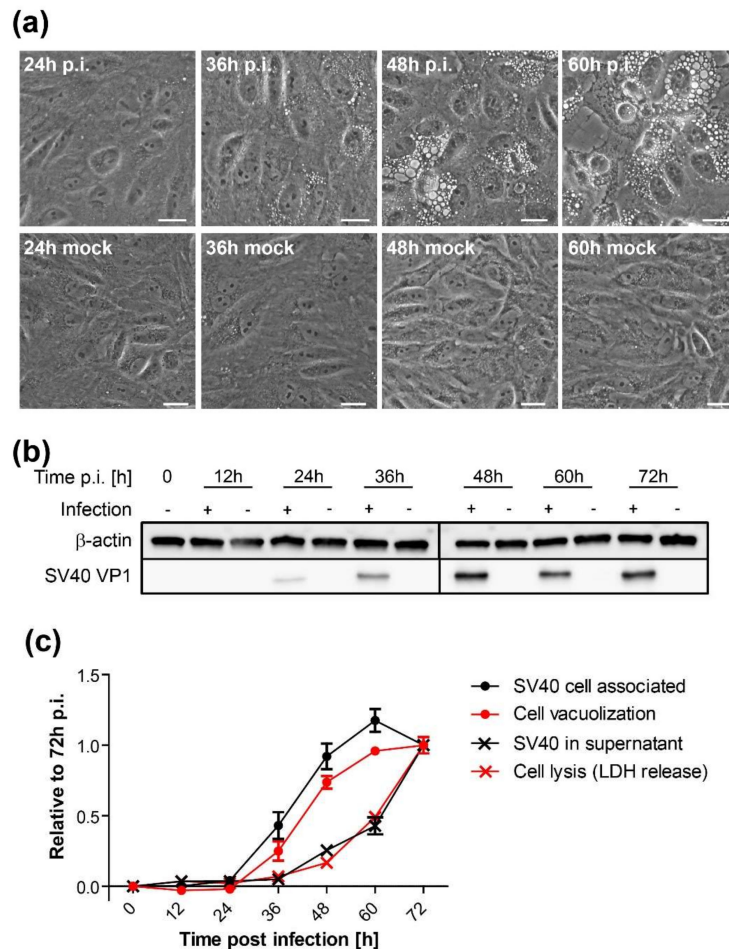 (a)
24h p.i. 36h p.i. 48h p.i. 60h p.i.
24h mock 36h mock 48h mock 60h mock
(b)
Time p.i. [h] 0 12h 24h 36h 48h 60h 72h
Infection - + - + - + - + - + - + -
β-actin
SV40 VP1
(c)
1.5
1.0
0.5
0.0
Relative to 72h p.i.
0 12 24 36 48 60 72
Time post infection [h]
SV40 cell associated
Cell vacuolization
SV40 in supernatant
Cell lysis (LDH release)